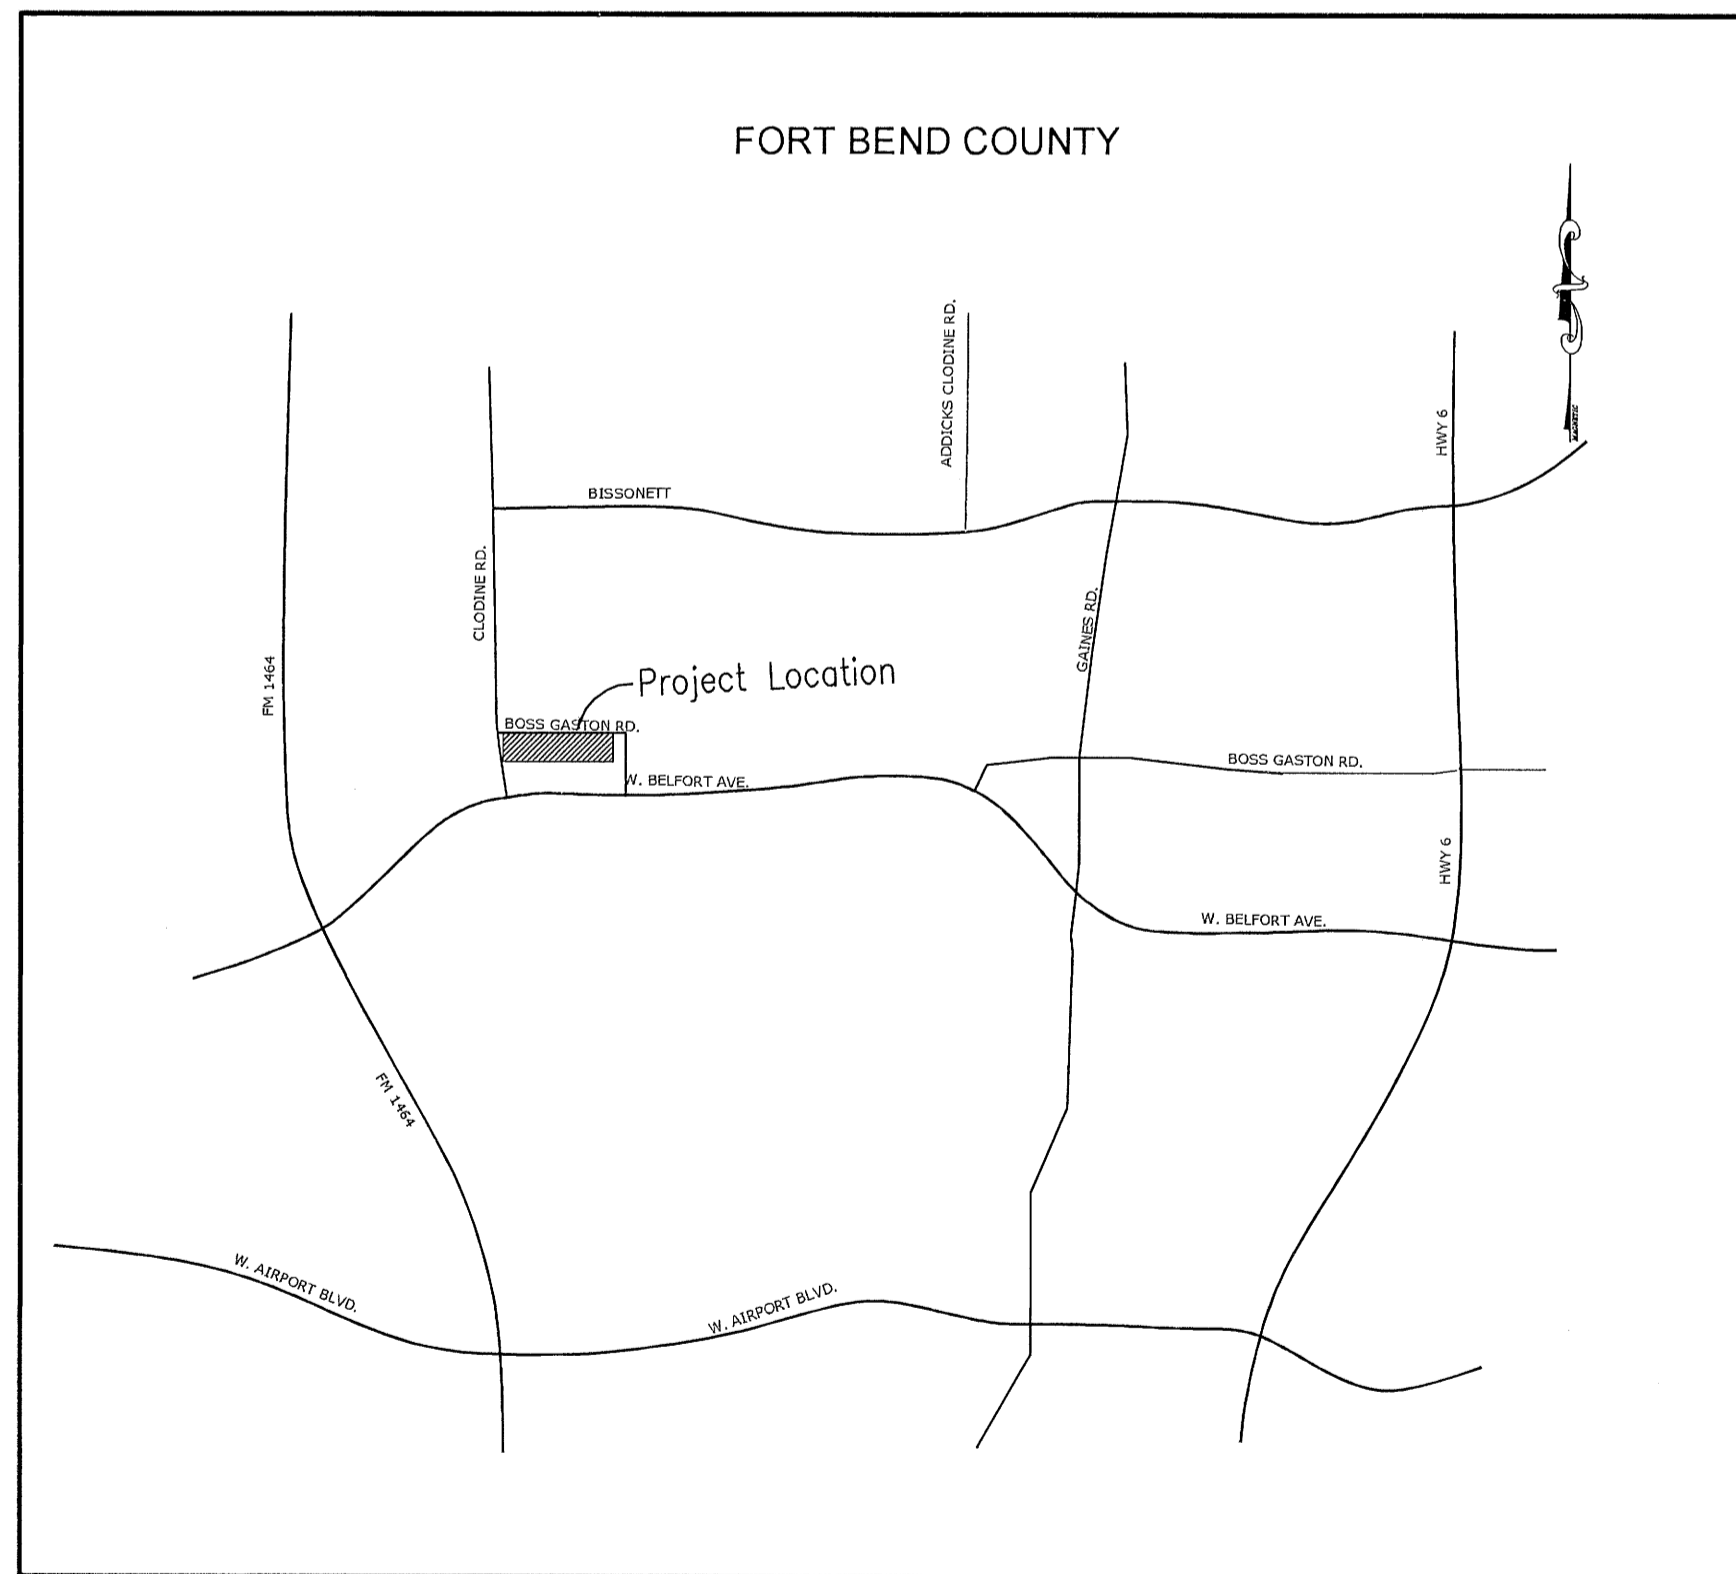 FORT BEND COUNTY
ADDICKS CLODINE RD.
HWY 6
MAGNETIC
BISSONETT
CLODINE RD.
GAINES RD.
FM 1464
Project Location
BOSS GASTON RD.
W. BELFORT AVE.
BOSS GASTON RD.
HWY 6
W. BELFORT AVE.
FM 1464
W. AIRPORT BLVD.
W. AIRPORT BLVD.